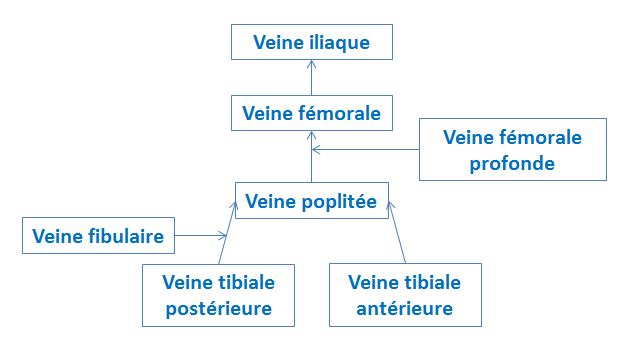 Veine iliaque
Veine fémorale
Veine fémorale
profonde
Veine poplitée
Veine fibulaire
Veine tibiale
postérieure
Veine tibiale
antérieure